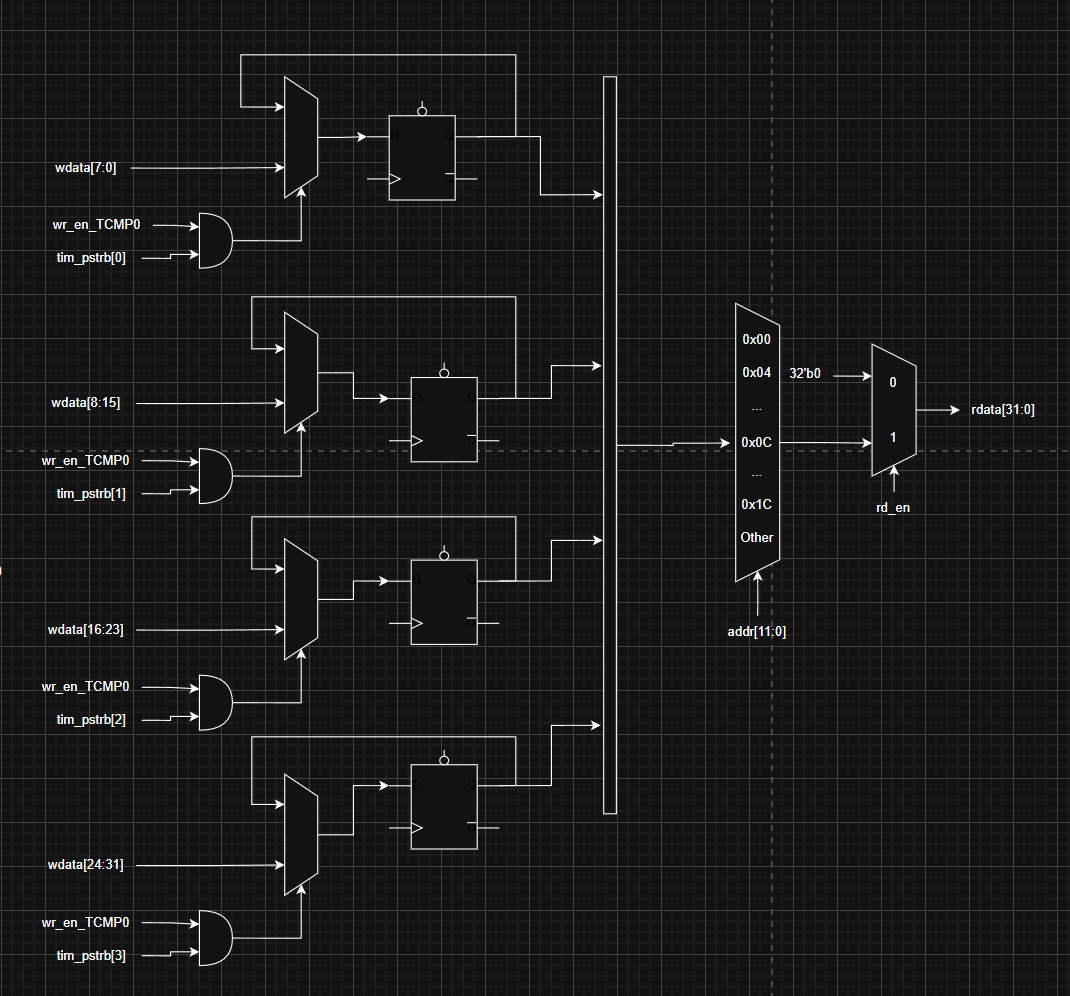 wdata[7:0]
wr_en_TCMP0
tim_pstrb[0]
D
Q
Q
wdata[8:15]
wr_en_TCMP0
tim_pstrb[1]
D
Q
Q
wdata[16:23]
wr_en_TCMP0
tim_pstrb[2]
D
Q
Q
wdata[24:31]
wr_en_TCMP0
tim_pstrb[3]
D
Q
Q
0x00
0x04
...
0x0C
...
0x1C
Other
addr[11:0]
32'b0
0
1
rd_en
rdata[31:0]